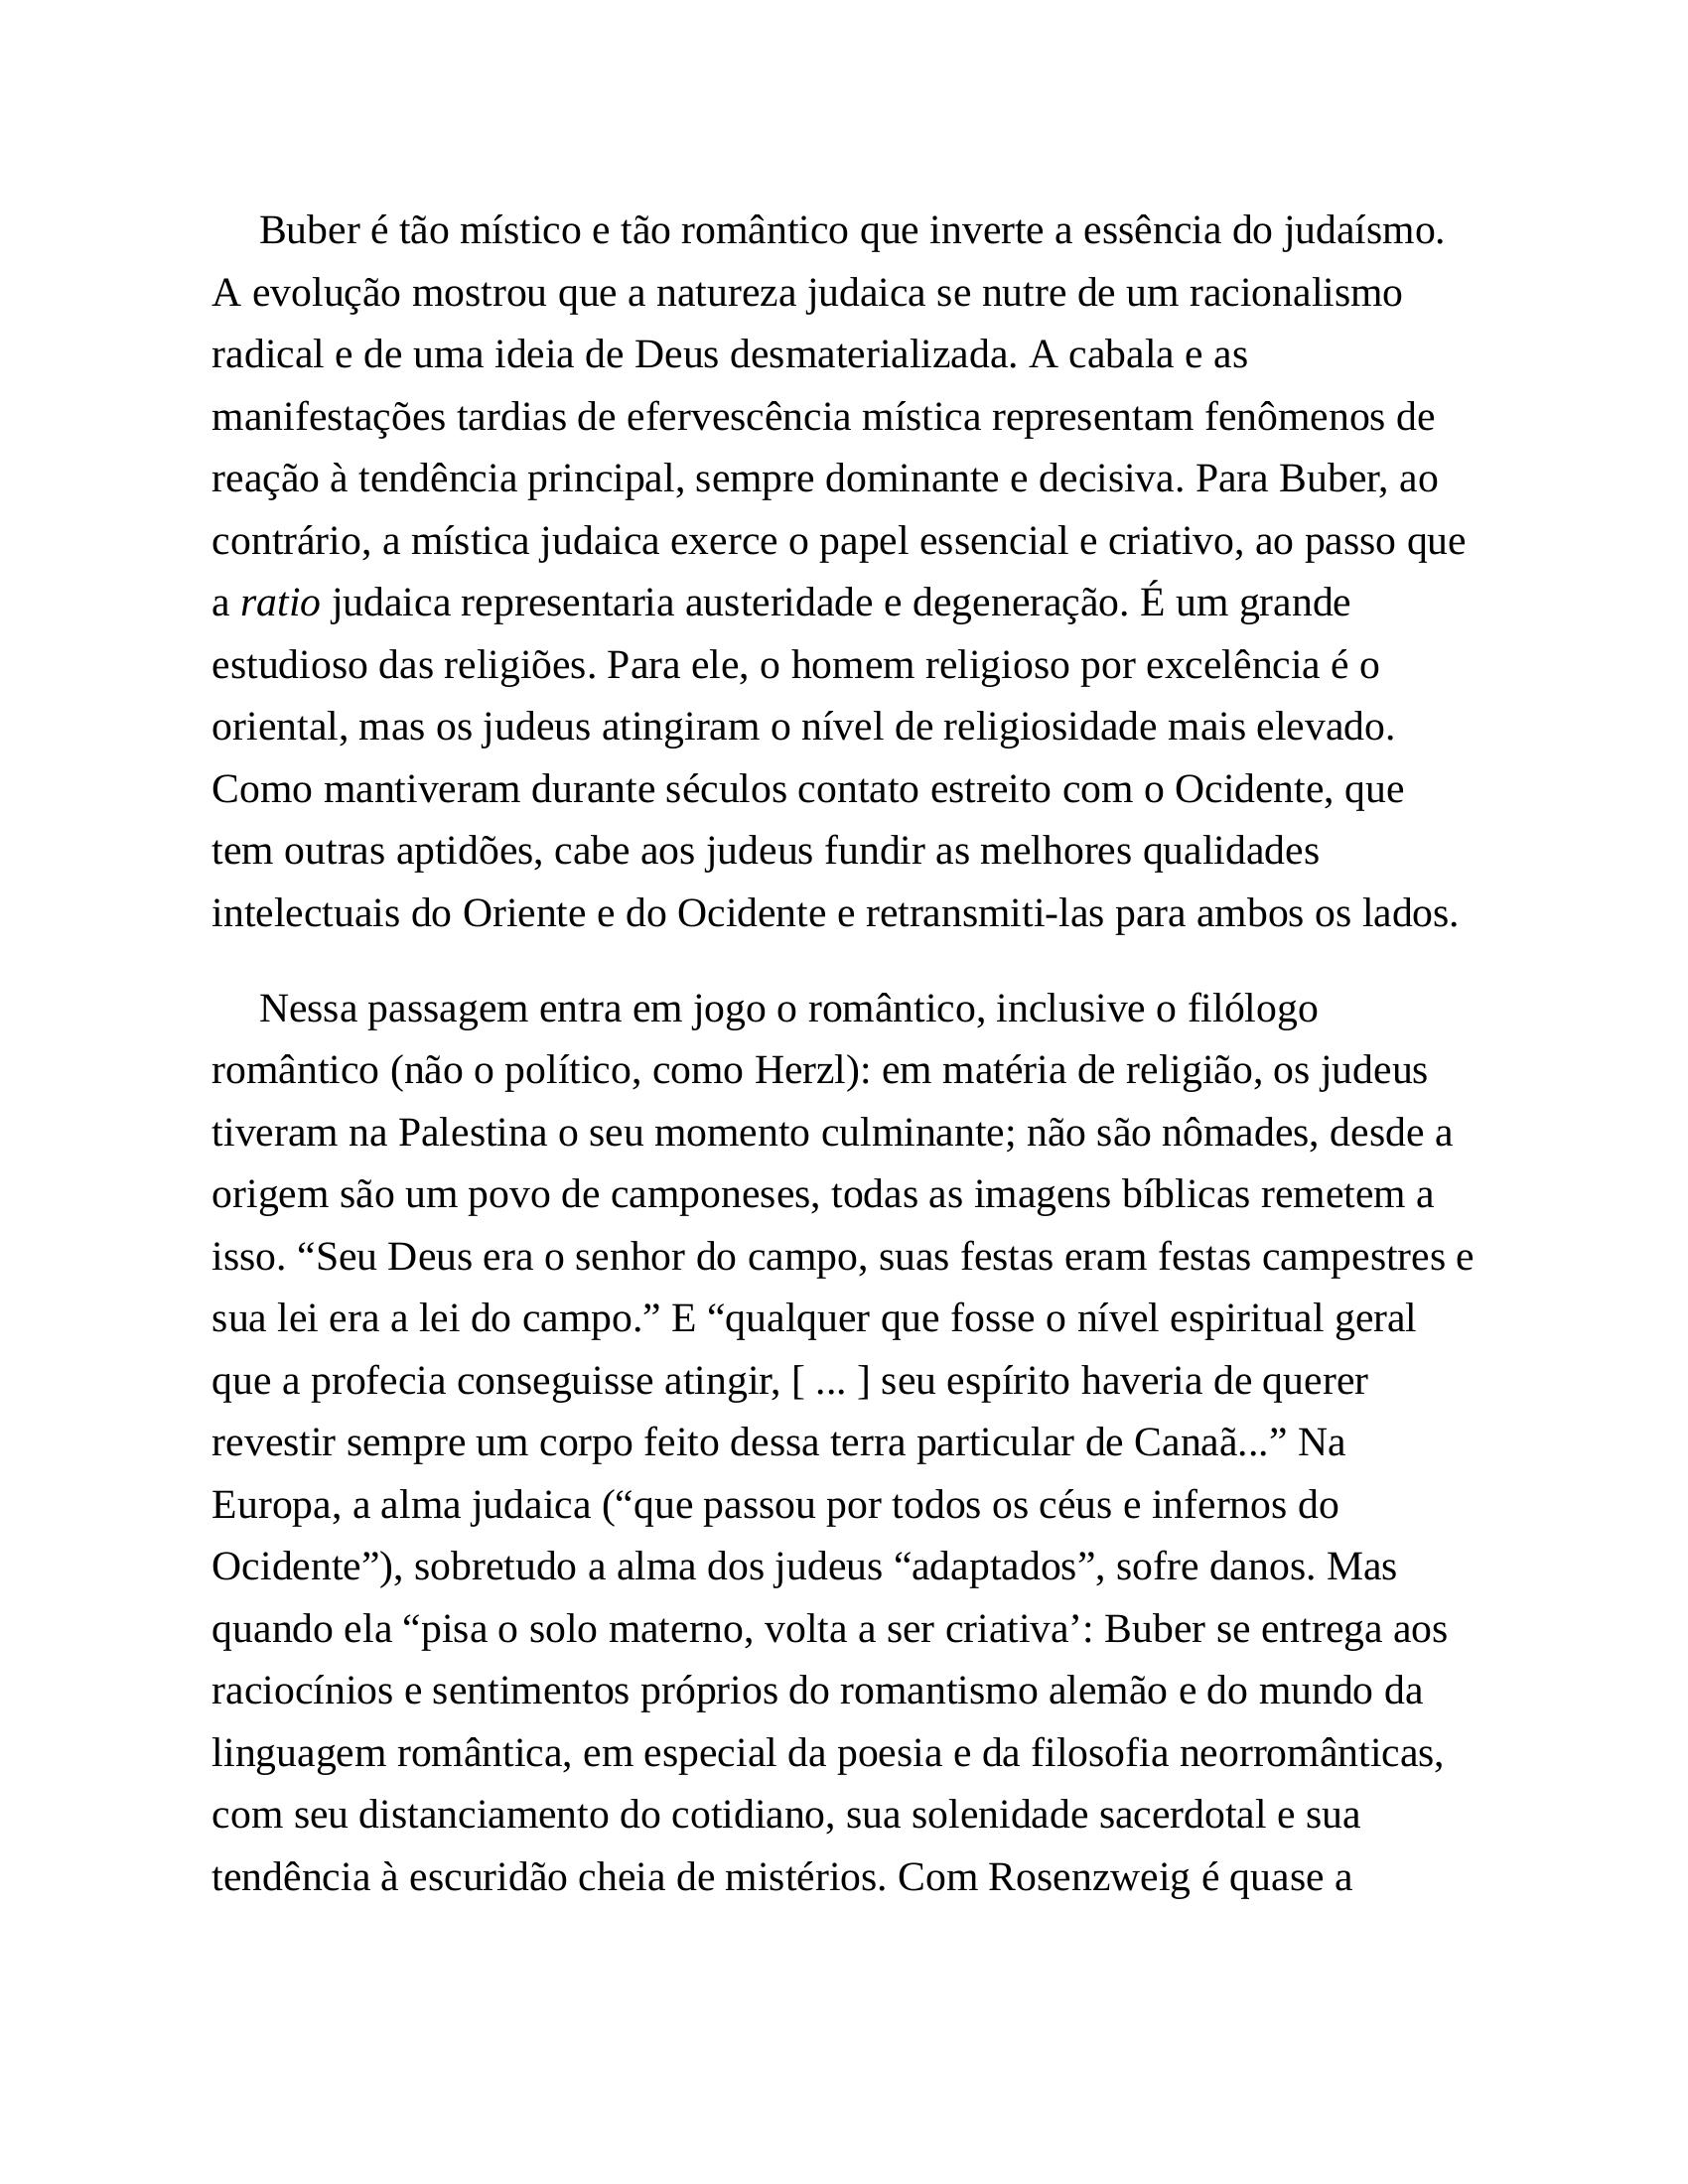 Buber é tão místico e tão romântico que inverte a essência do judaísmo.
A evolução mostrou que a natureza judaica se nutre de um racionalismo
radical e de uma ideia de Deus desmaterializada. A cabala e as
manifestações tardias de efervescência mística representam fenômenos de
reação à tendência principal, sempre dominante e decisiva. Para Buber, ao
contrário, a mística judaica exerce o papel essencial e criativo, ao passo que
a ratio judaica representaria austeridade e degeneração. É um grande
estudioso das religiões. Para ele, o homem religioso por excelência é o
oriental, mas os judeus atingiram o nível de religiosidade mais elevado.
Como mantiveram durante séculos contato estreito com o Ocidente, que
tem outras aptidões, cabe aos judeus fundir as melhores qualidades
intelectuais do Oriente e do Ocidente e retransmiti-las para ambos os lados.
Nessa passagem entra em jogo o romântico, inclusive o filólogo
romântico (não o político, como Herzl): em matéria de religião, os judeus
tiveram na Palestina o seu momento culminante; não são nômades, desde a
origem são um povo de camponeses, todas as imagens bíblicas remetem a
isso. “Seu Deus era o senhor do campo, suas festas eram festas campestres e
sua lei era a lei do campo.” E “qualquer que fosse o nível espiritual geral
que a profecia conseguisse atingir, [ ... ] seu espírito haveria de querer
revestir sempre um corpo feito dessa terra particular de Canaã...” Na
Europa, a alma judaica (“que passou por todos os céus e infernos do
Ocidente”), sobretudo a alma dos judeus “adaptados”, sofre danos. Mas
quando ela “pisa o solo materno, volta a ser criativa’: Buber se entrega aos
raciocínios e sentimentos próprios do romantismo alemão e do mundo da
linguagem romântica, em especial da poesia e da filosofia neorromânticas,
com seu distanciamento do cotidiano, sua solenidade sacerdotal e sua
tendência à escuridão cheia de mistérios. Com Rosenzweig é quase a